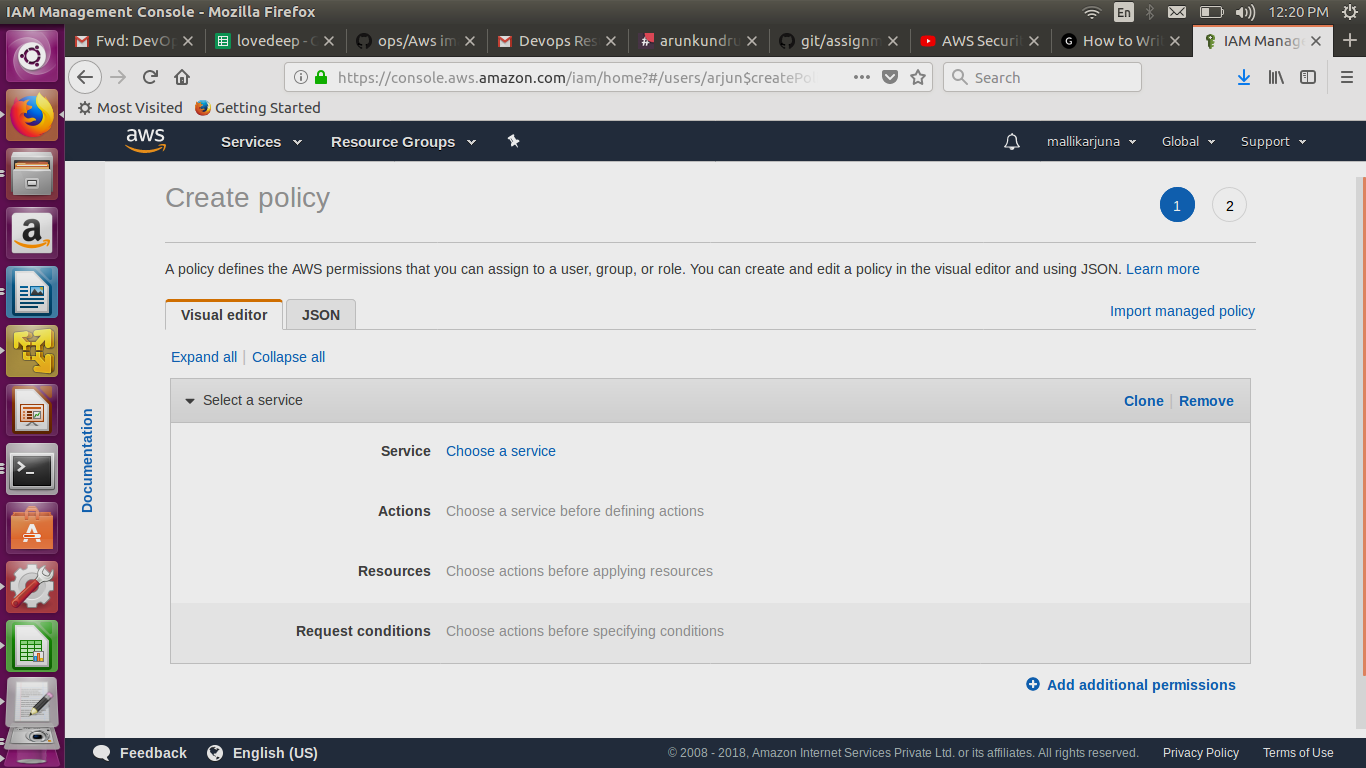 IAM Management Console - Mozilla Firefox
En
12:20 PM
Fwd: DevOp
lovedeep - G
ops/Aws im
Devops Res
arunkundru
git/assignm
AWS Securi
How to Wri
IAM Manage
https://console.aws.amazon.com/iam/home?#/users/arjun$createPol
Search
Most Visited
Getting Started
aws
Services
Resource Groups
mallikarjuna
Global
Support
Create policy
1
2
A policy defines the AWS permissions that you can assign to a user, group, or role. You can create and edit a policy in the visual editor and using JSON. Learn more
Visual editor
JSON
Import managed policy
Expand all | Collapse all
Select a service
Clone | Remove
Service Choose a service
Actions Choose a service before defining actions
Resources Choose actions before applying resources
Request conditions Choose actions before specifying conditions
Add additional permissions
Documentation
Feedback
English (US)
© 2008 - 2018, Amazon Internet Services Private Ltd. or its affiliates. All rights reserved.
Privacy Policy
Terms of Use